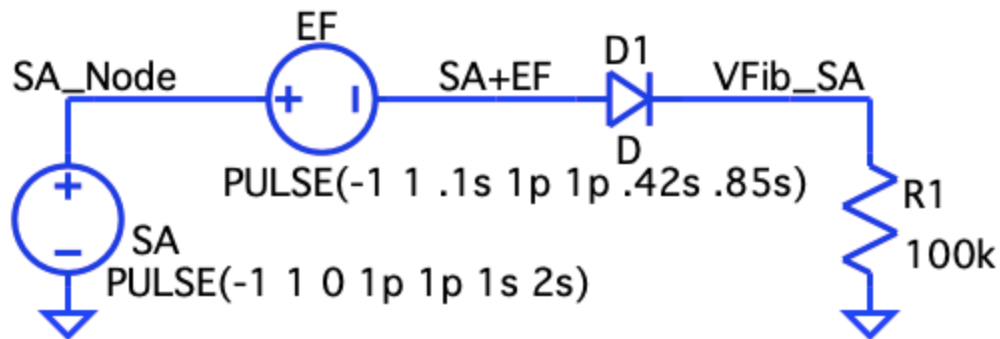 EF
D1
SA_Node
SA+EF
VFib_SA
+
–
D
PULSE(-1 1 .1s 1p 1p .42s .85s)
+
R1
–
SA
100k
PULSE(-1 1 0 1p 1p 1s 2s)